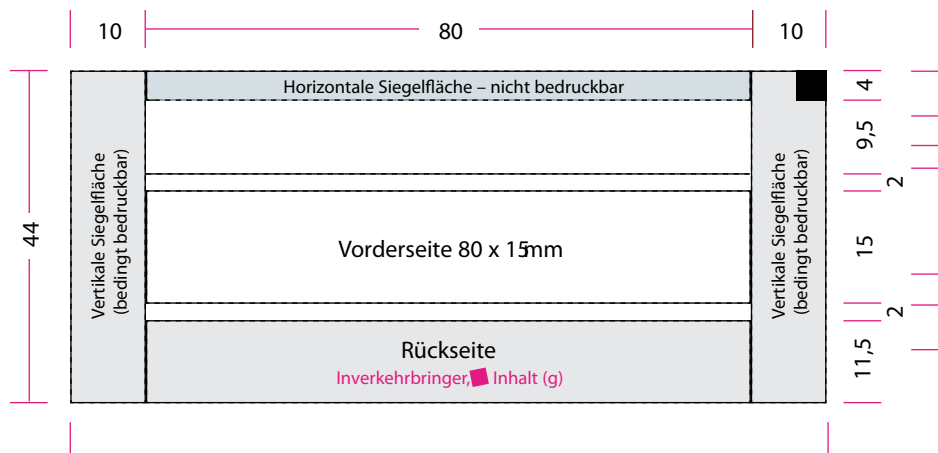 10
80
10
Horizontale Siegelfläche – nicht bedruckbar
4
9,5
2
Vertikale Siegelfläche
(bedingt bedruckbar)
44
Vorderseite 80 x 15mm
Vertikale Siegelfläche
(bedingt bedruckbar)
15
2
Rückseite
Inverkehrbringer, Inhalt (g)
11,5